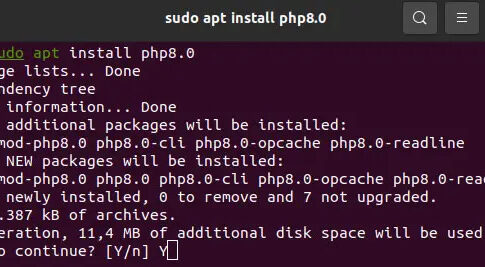 sudo apt install php8.0
sudo apt install php8.0
ge lists... Done
ndency tree
information... Done
additional packages will be installed:
mod-php8.0 php8.0-cli php8.0-opcache php8.0-readline
NEW packages will be installed:
mod-php8.0 php8.0 php8.0-cli php8.0-opcache php8.0-rea
newly installed, 0 to remove and 7 not upgraded.
.387 kB of archives.
eration, 11,4 MB of additional disk space will be used
o continue? [Y/n] Y